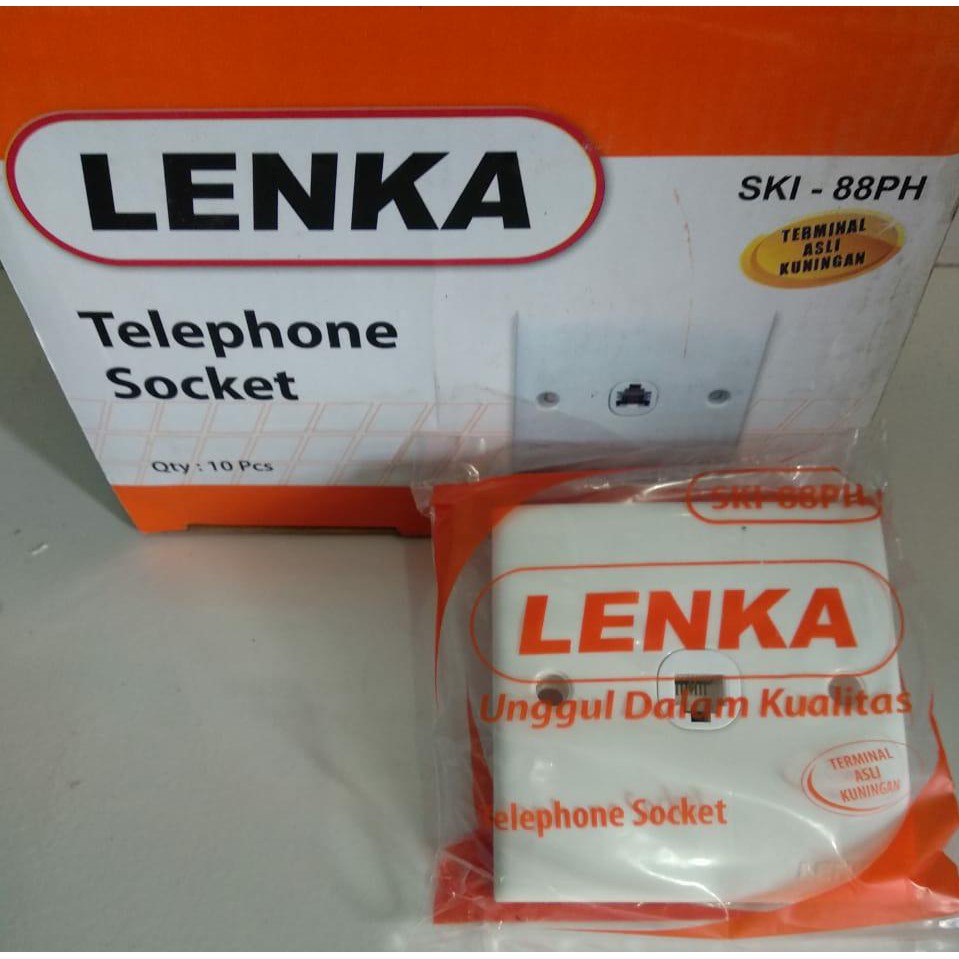 LENKA
SKI - 88PH
TERMINAL
ASLI
KUNINGAN
Telephone
Socket
Qty : 10 Pcs
SKI-88PH
LENKA
Unggul Dalam Kualitas
TERMINAL
ASLI
KUNINGAN
elephone Socket